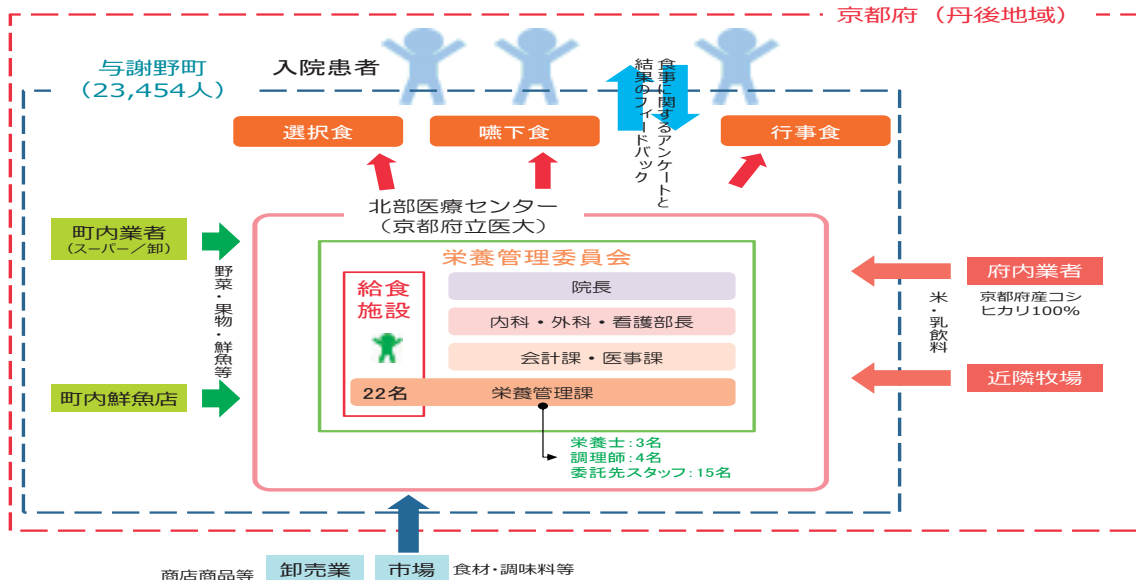 京都府（丹後地域）
与謝野町
（23,454人）
入院患者
食事に関するアンケートと
結果のフィードバック
選択食
嚥下食
行事食
北部医療センター
（京都府立医大）
町内業者
(スーパー／卸)
野菜・果物・鮮魚等
町内鮮魚店
栄養管理委員会
給食
施設
院長
内科・外科・看護部長
会計課・医事課
22名
栄養管理課
栄養士：3名
調理師：4名
委託先スタッフ：15名
府内業者
京都府産コシ
ヒカリ100%
米・乳飲料
近隣牧場
商店商品等
卸売業
市場
食材・調味料等